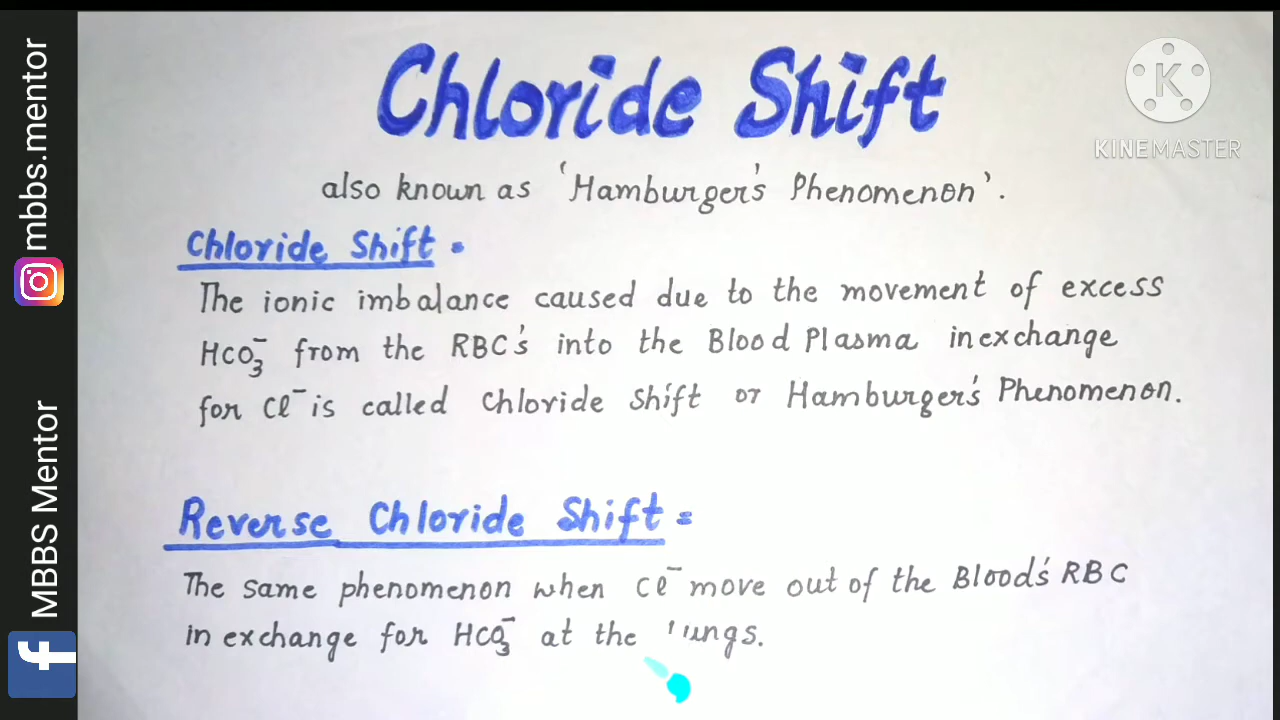 Chloride Shift
also known as 'Hamburger's Phenomenon'.
Chloride Shift =
The ionic imbalance caused due to the movement of excess
HCO₃⁻ from the RBC's into the Blood Plasma inexchange
for Cl⁻ is called Chloride Shift or Hamburger's Phenomenon.
Reverse Chloride Shift =
The same phenomenon when Cl⁻ move out of the Blood's RBC
in exchange for HCO₃⁻ at the lungs.
mbbs.mentor
MBBS Mentor
f
K
KINEMASTER